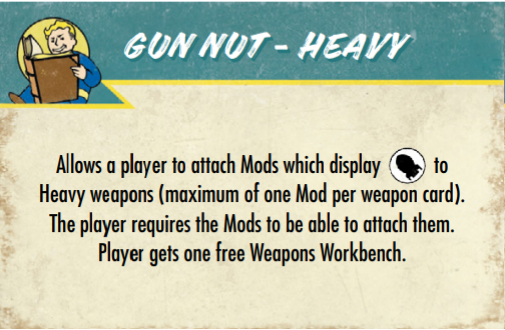 GUN NUT - HEAVY
Allows a player to attach Mods which display to
Heavy weapons (maximum of one Mod per weapon card).
The player requires the Mods to be able to attach them.
Player gets one free Weapons Workbench.